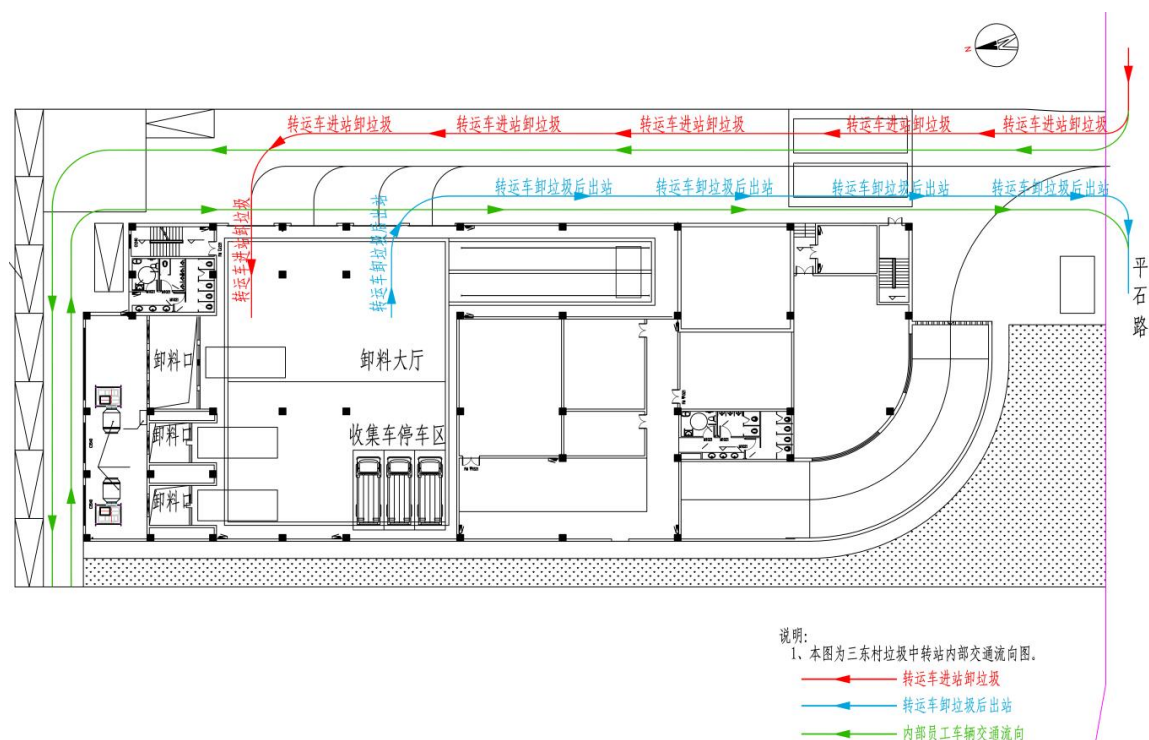 N
转运车进站卸垃圾
转运车进站卸垃圾
转运车进站卸垃圾
转运车进站卸垃圾
转运车进站卸垃圾
转运车卸垃圾后出站
转运车卸垃圾后出站
转运车卸垃圾后出站
转运车卸垃圾后出站
转运车进站卸垃圾
转运车卸垃圾后出站
平石路
卸料口
卸料大厅
卸料口
收集车停车区
卸料口
说明:
1、本图为三东村垃圾中转站内部交通流向图。
转运车进站卸垃圾
转运车卸垃圾后出站
内部员工车辆交通流向